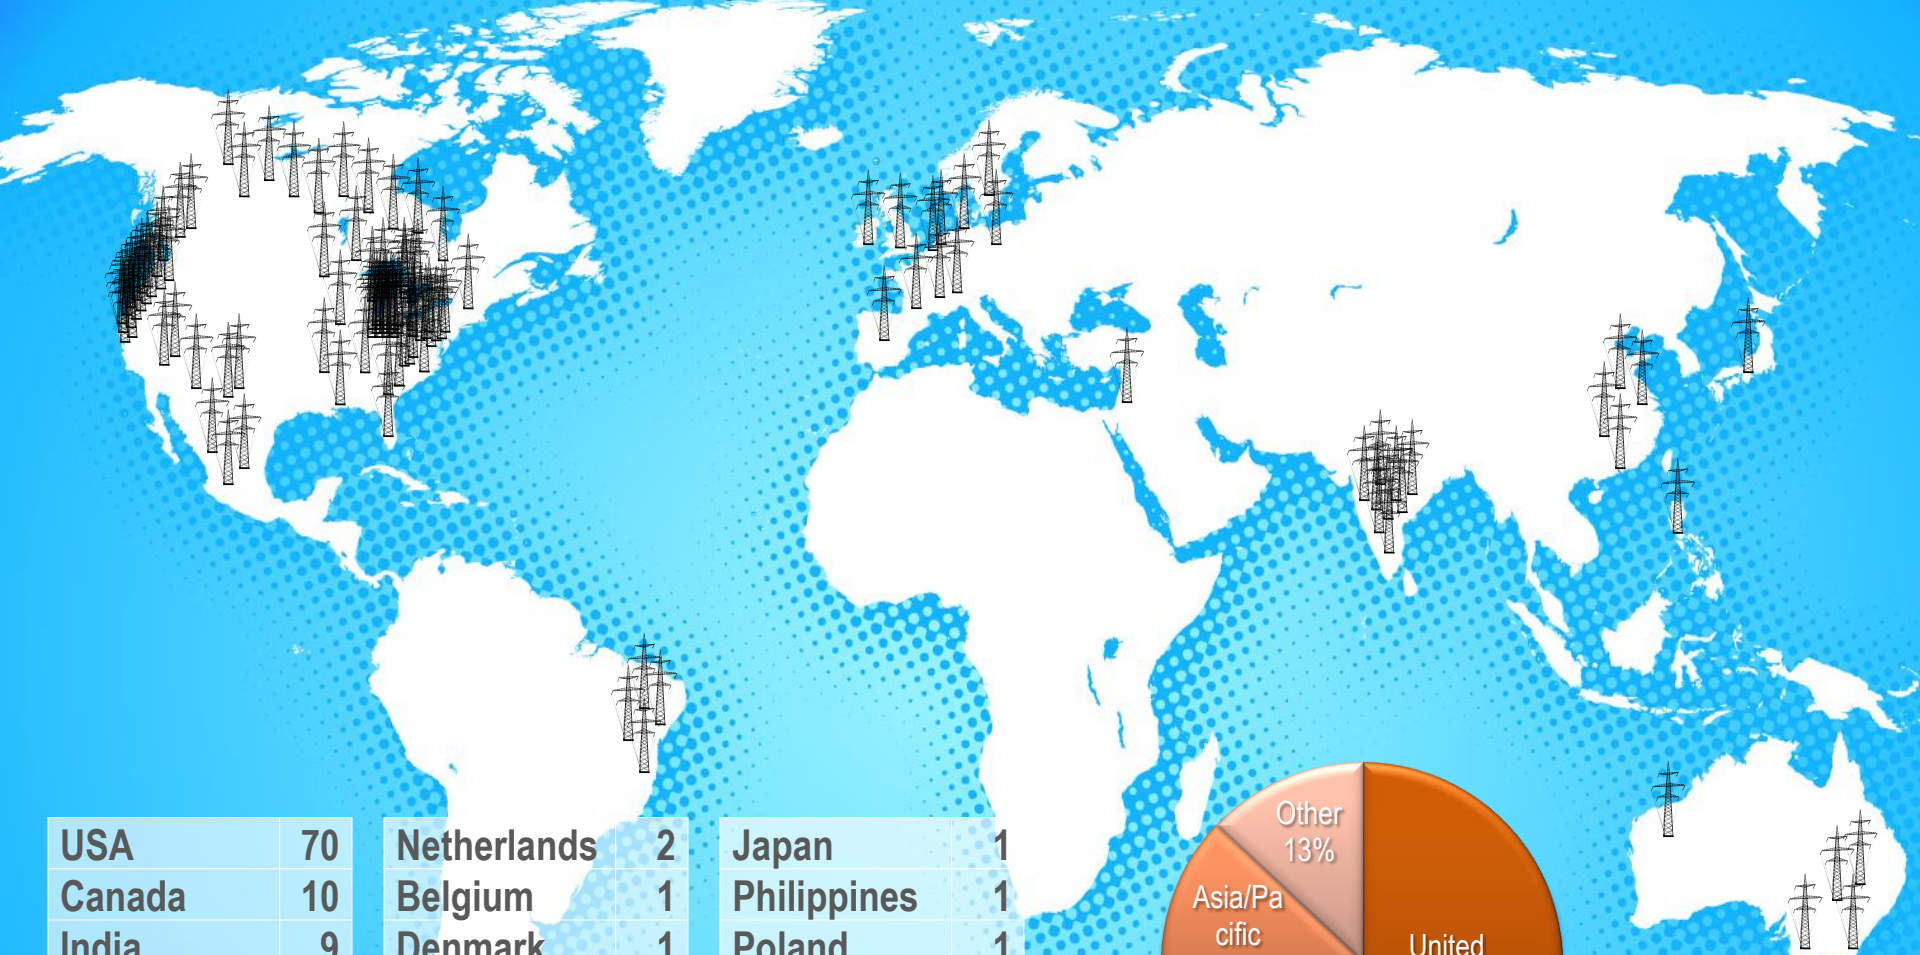 USA 70
Canada 10
India 9
Netherlands 2
Belgium 1
Denmark 1
Japan 1
Philippines 1
Poland 1
Other
13%
Asia/Pa
cific
United